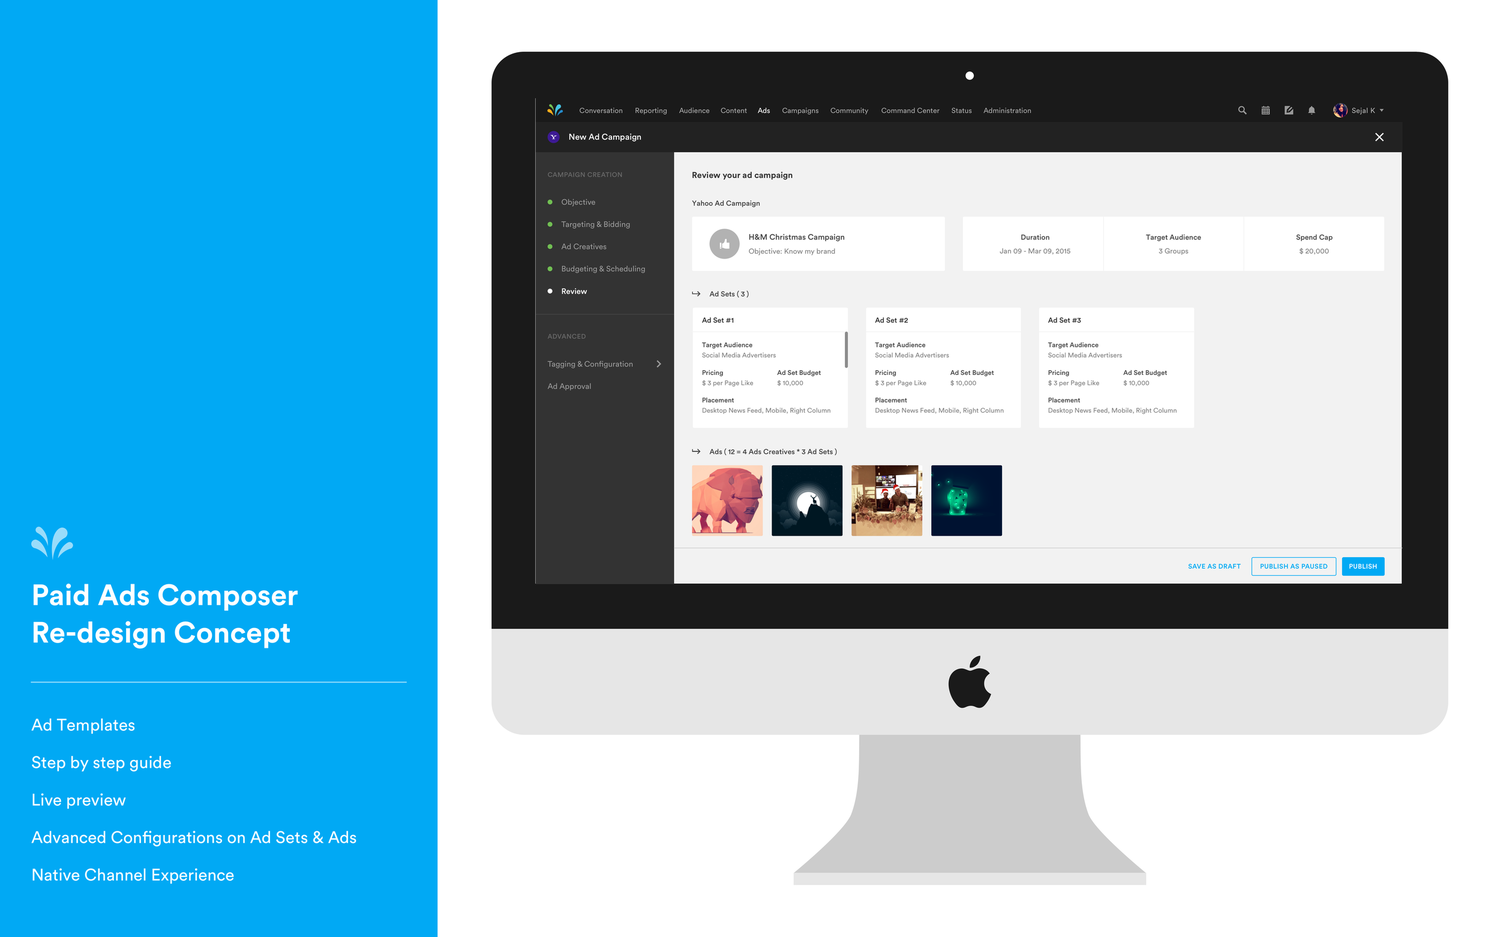 Paid Ads Composer
Re-design Concept
Ad Templates
Step by step guide
Live preview
Advanced Configurations on Ad Sets & Ads
Native Channel Experience
Conversation Reporting Audience Content Ads Campaigns Community Command Center Status Administration
Sejal K
New Ad Campaign
CAMPAIGN CREATION
Objective
Targeting & Bidding
Ad Creatives
Budgeting & Scheduling
Review
ADVANCED
Tagging & Configuration
Ad Approval
Review your ad campaign
Yahoo Ad Campaign
H&M Christmas Campaign
Objective: Know my brand
Duration
Jan 09 - Mar 09, 2015
Target Audience
3 Groups
Spend Cap
$ 20,000
Ad Sets ( 3 )
Ad Set #1
Target Audience
Social Media Advertisers
Pricing Ad Set Budget
$ 3 per Page Like $ 10,000
Placement
Desktop News Feed, Mobile, Right Column
Ad Set #2
Target Audience
Social Media Advertisers
Pricing Ad Set Budget
$ 3 per Page Like $ 10,000
Placement
Desktop News Feed, Mobile, Right Column
Ad Set #3
Target Audience
Social Media Advertisers
Pricing Ad Set Budget
$ 3 per Page Like $ 10,000
Placement
Desktop News Feed, Mobile, Right Column
Ads ( 12 = 4 Ads Creatives * 3 Ad Sets )
SAVE AS DRAFT PUBLISH AS PAUSED PUBLISH